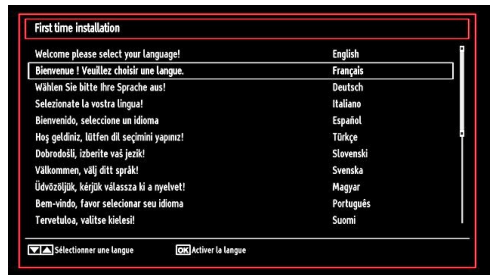 First time installation
Welcome please select your language! English
Bienvenue ! Veuillez choisir une langue. Français
Wählen Sie bitte Ihre Sprache aus! Deutsch
Selezionate la vostra lingua! Italiano
Bienvenido, seleccione un idioma Español
Hoş geldiniz, lütfen dil seçimini yapınız! Türkçe
Dobrodošli, izberite vaš jezik! Slovenski
Välkommen, välj ditt språk! Svenska
Üdvözöljük, kérjük válassza ki a nyelvet! Magyar
Bem-vindo, favor selecionar seu idioma Português
Tervetuloa, valitse kielesi! Suomi
Sélectionner une langue OK Activer la langue